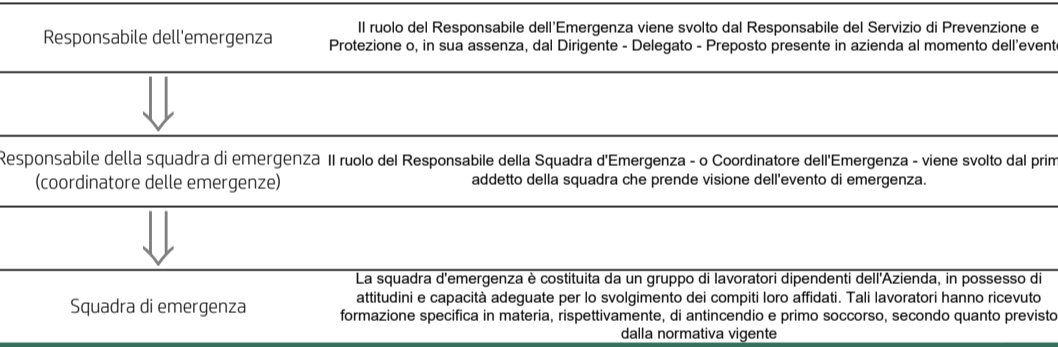 Responsabile dell'emergenza
Il ruolo del Responsabile dell'Emergenza viene svolto dal Responsabile del Servizio di Prevenzione e
Protezione o, in sua assenza, dal Dirigente - Delegato - Preposto presente in azienda al momento dell'evento
Responsabile della squadra di emergenza
(coordinatore delle emergenze)
Il ruolo del Responsabile della Squadra d'Emergenza - o Coordinatore dell'Emergenza - viene svolto dal prim
addetto della squadra che prende visione dell'evento di emergenza.
Squadra di emergenza
La squadra d'emergenza è costituita da un gruppo di lavoratori dipendenti dell'Azienda, in possesso di
attitudini e capacità adeguate per lo svolgimento dei compiti loro affidati. Tali lavoratori hanno ricevuto
formazione specifica in materia, rispettivamente, di antincendio e primo soccorso, secondo quanto previsto
dalla normativa vigente